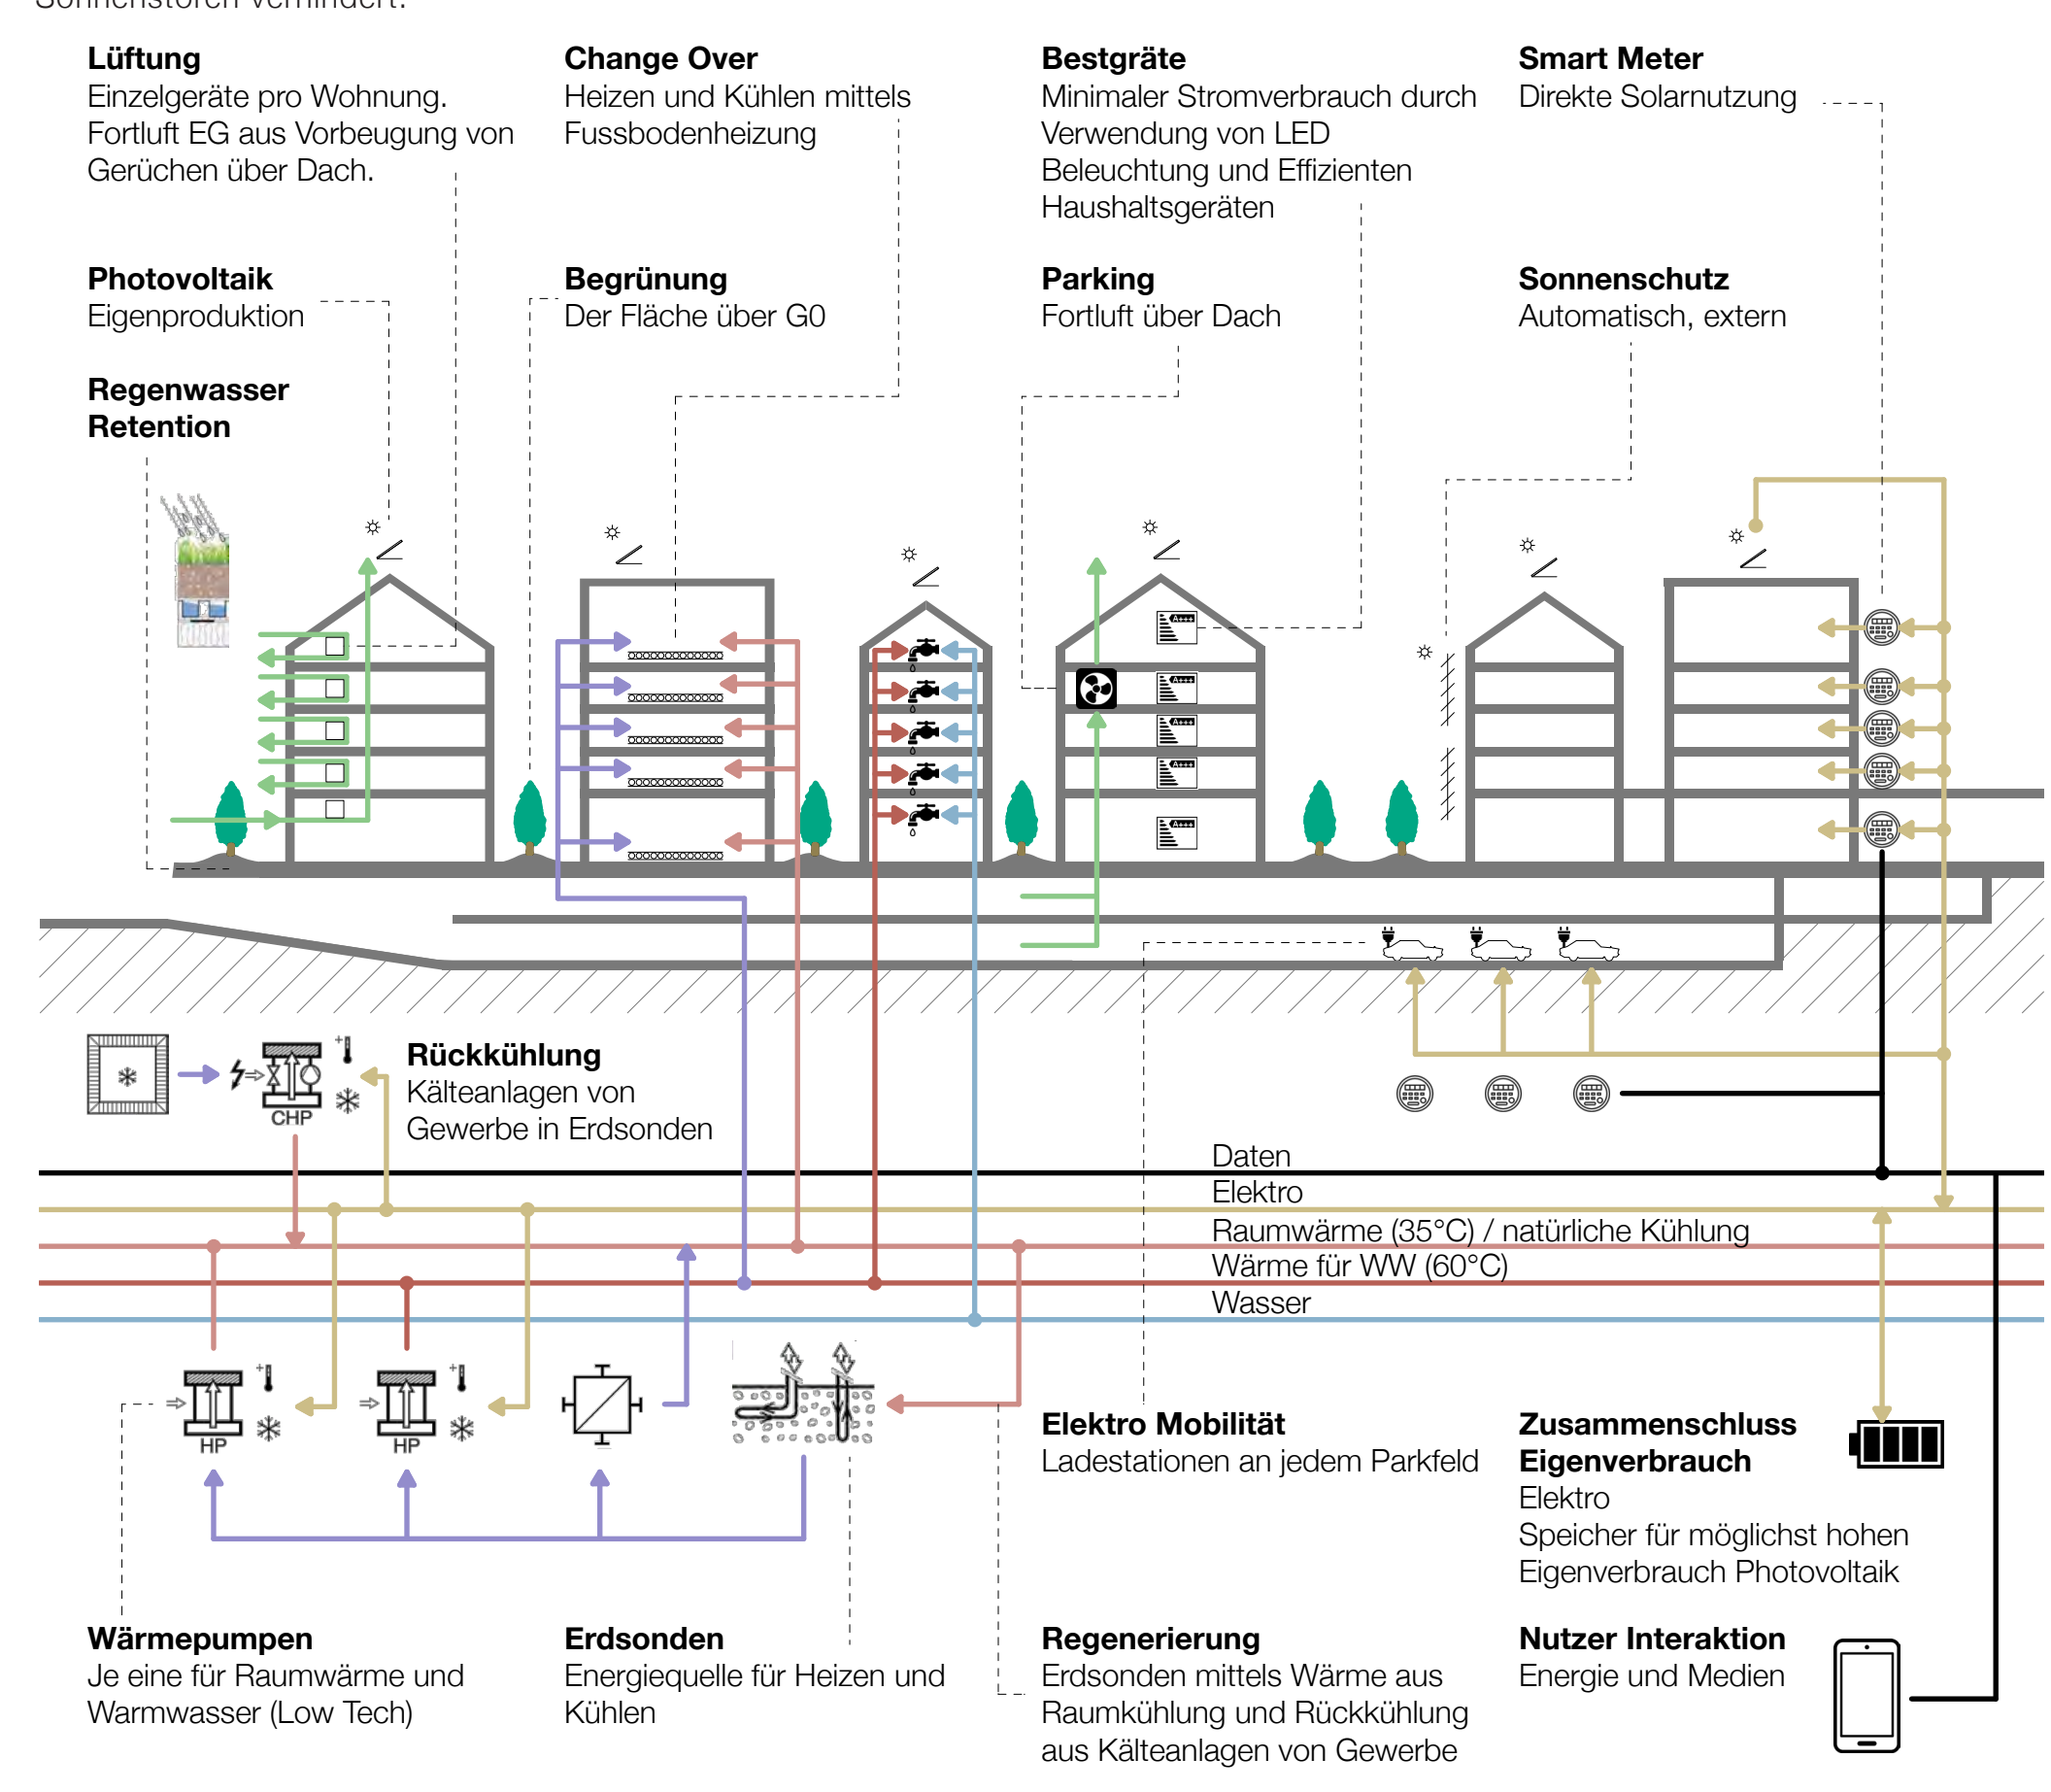 Sonnenstoren verhindert.
Lüftung
Einzelgeräte pro Wohnung.
Fortluft EG aus Vorbeugung von
Gerüchen über Dach.
Change Over
Heizen und Kühlen mittels
Fussbodenheizung
Bestgräte
Minimaler Stromverbrauch durch
Verwendung von LED
Beleuchtung und Effizienten
Haushaltsgeräten
Smart Meter
Direkte Solarnutzung
Photovoltaik
Eigenproduktion
Begrünung
Der Fläche über G0
Parking
Fortluft über Dach
Sonnenschutz
Automatisch, extern
Regenwasser
Retention
A+++
A+++
A+++
A+++
A+++
CHP
Rückkühlung
Kälteanlagen von
Gewerbe in Erdsonden
Daten
Elektro
Raumwärme (35°C) / natürliche Kühlung
Wärme für WW (60°C)
Wasser
HP
HP
Elektro Mobilität
Ladestationen an jedem Parkfeld
Zusammenschluss
Eigenverbrauch
Elektro
Speicher für möglichst hohen
Eigenverbrauch Photovoltaik
Wärmepumpen
Je eine für Raumwärme und
Warmwasser (Low Tech)
Erdsonden
Energiequelle für Heizen und
Kühlen
Regenerierung
Erdsonden mittels Wärme aus
Raumkühlung und Rückkühlung
aus Kälteanlagen von Gewerbe
Nutzer Interaktion
Energie und Medien